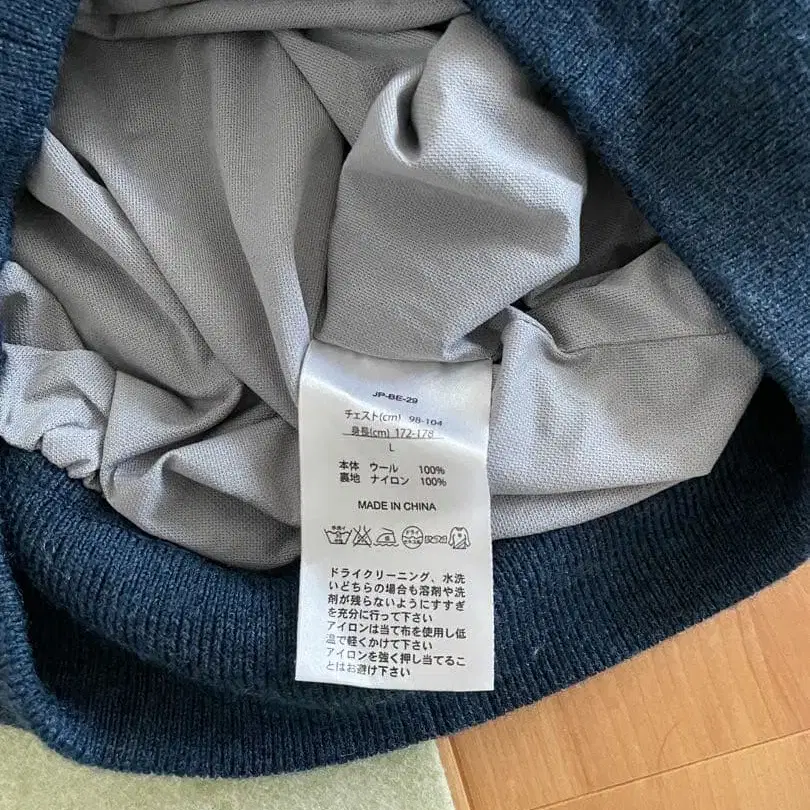 JP-BE-29
チェスト(cm) 98-104
身長(cm) 172-178
L
本体 ウール 100%
裏地 ナイロン 100%
MADE IN CHINA
ドライクリーニング、水洗
いどちらの場合も溶剤や洗
剤が残らないようにすすぎ
を充分に行って下さい
アイロンは当て布を使用し低
温で軽くかけて下さい
アイロンを強く押し当てるこ
とはお避け下さい